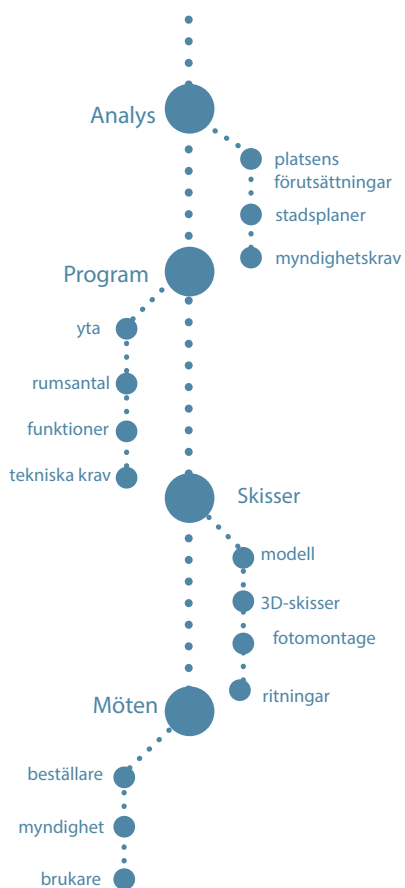 Analys
platsens
förutsättningar
stadsplaner
myndighetskrav
Program
yta
rumsantal
funktioner
tekniska krav
Skisser
modell
3D-skisser
fotomontage
ritningar
Möten
beställare
myndighet
brukare